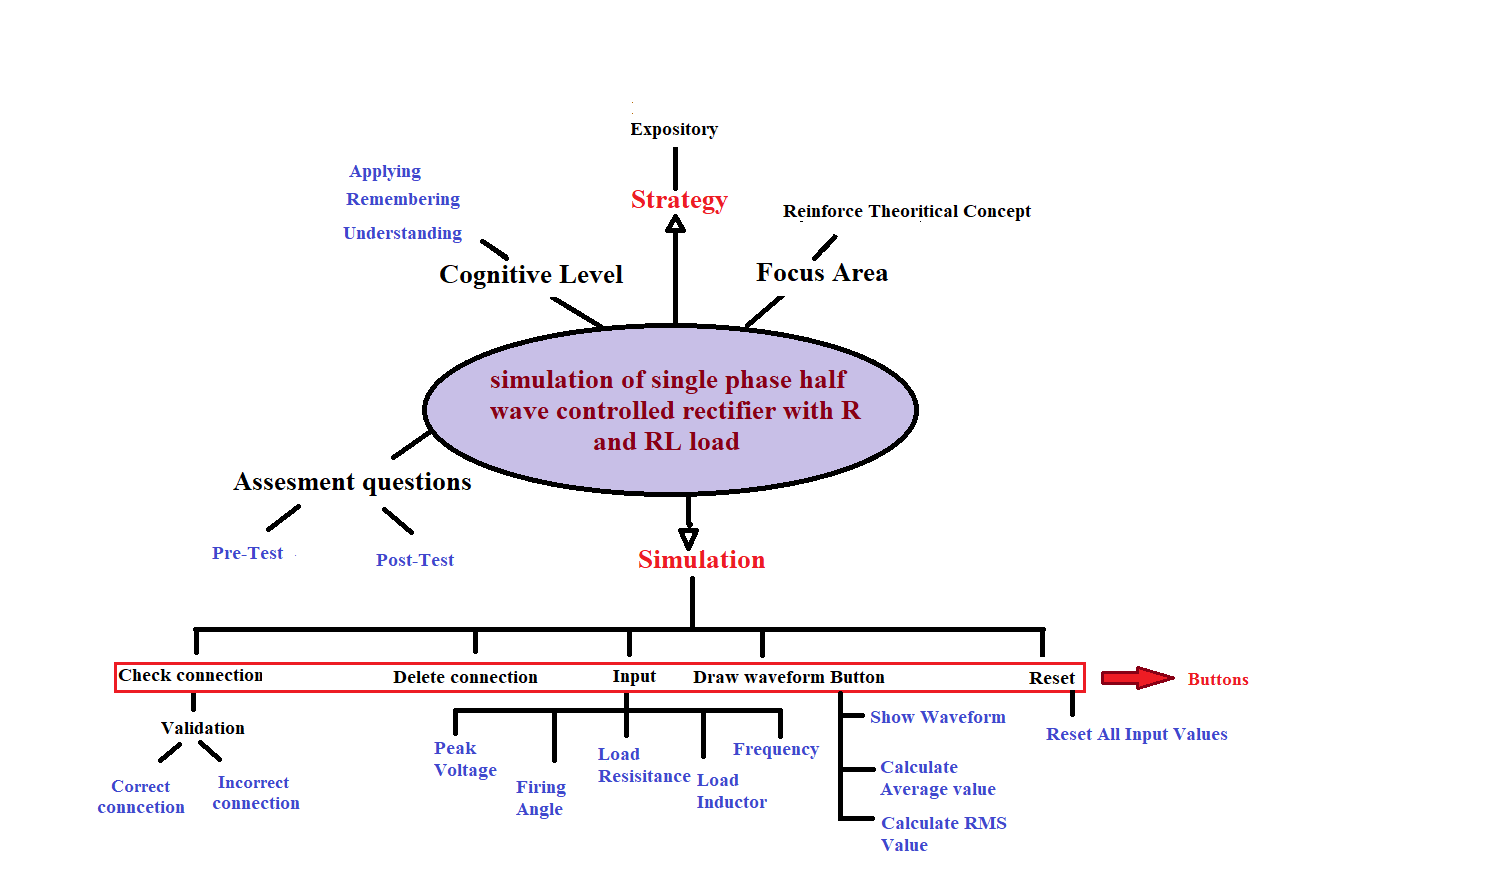 Expository
Strategy
Applying
Remembering
Understanding
Cognitive Level
Reinforce Theoritical Concept
Focus Area
simulation of single phase half
wave controlled rectifier with R
and RL load
Assesment questions
Pre-Test
Post-Test
Simulation
Check connection
Delete connection
Input
Draw waveform Button
Reset
Buttons
Validation
Correct
conncetion
Incorrect
connection
Peak
Voltage
Firing
Angle
Load
Resisitance
Load
Inductor
Frequency
Show Waveform
Calculate
Average value
Calculate RMS
Value
Reset All Input Values